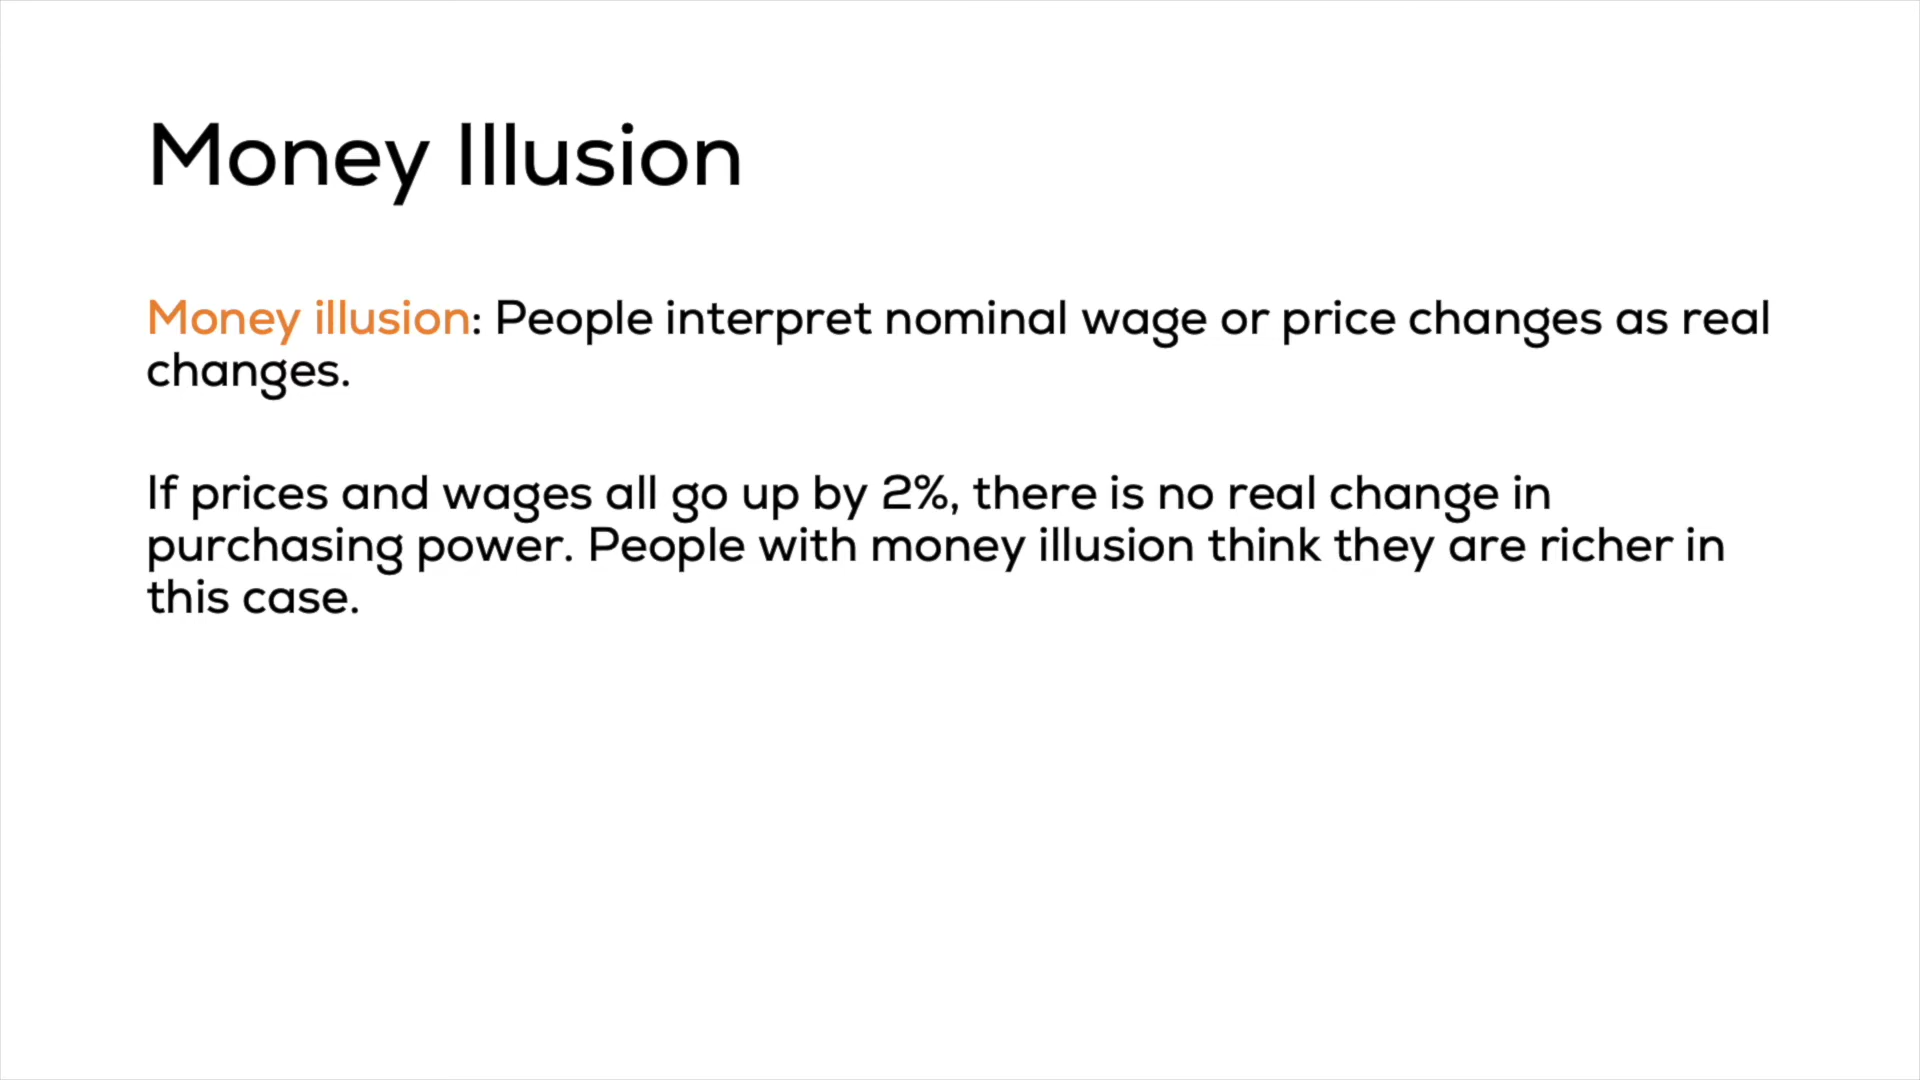 Money Illusion
Money illusion: People interpret nominal wage or price changes as real
changes.
If prices and wages all go up by 2%, there is no real change in
purchasing power. People with money illusion think they are richer in
this case.